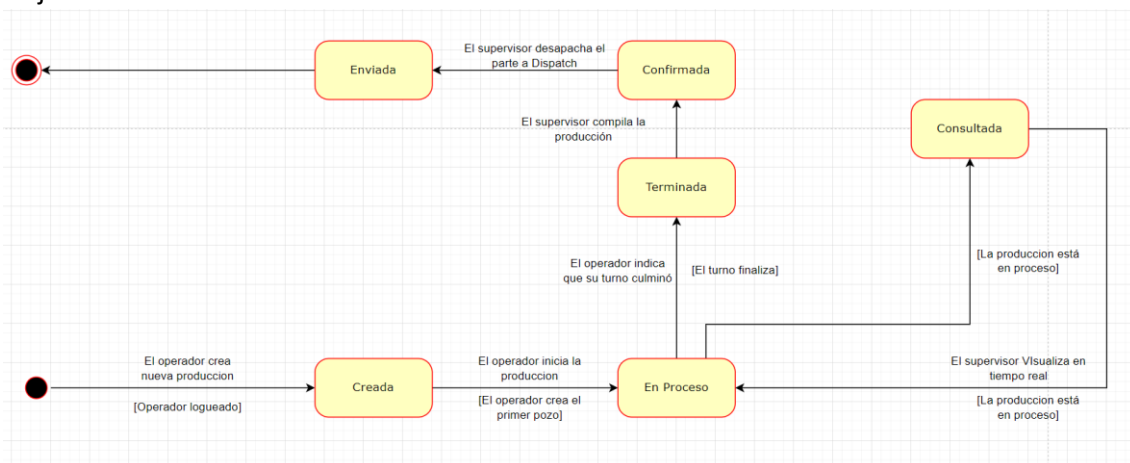 El supervisor desapacha el
parte a Dispatch
Enviada
Confirmada
El supervisor compila la
producción
Consultada
Terminada
El operador indica
que su turno culminó
[El turno finaliza]
[La produccion está
en proceso]
El operador crea
nueva produccion
[Operador logueado]
Creada
El operador inicia la
produccion
[El operador crea el
primer pozo]
En Proceso
El supervisor VIsualiza en
tiempo real
[La produccion está
en proceso]